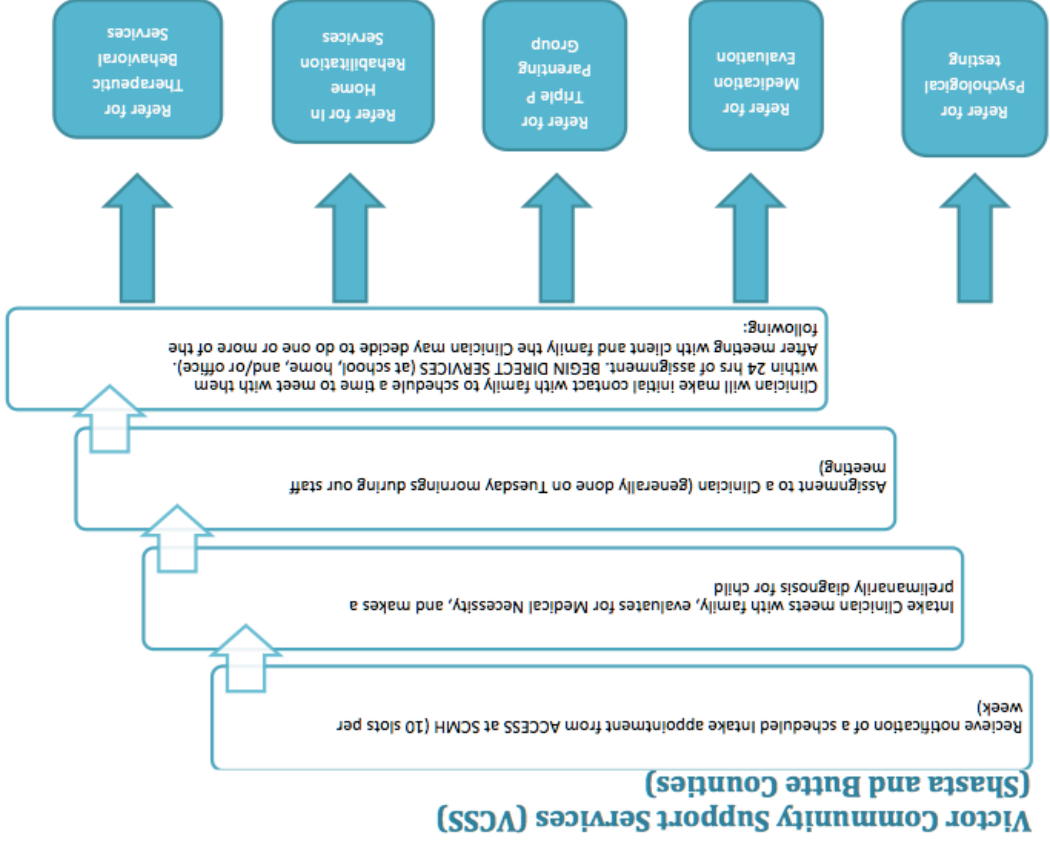 Victor Community Support Services (VCSS)
(Shasta and Butte Counties)
Recieve notification of a scheduled Intake appointment from ACCESS at SCMH (10 slots per
week)
Intake Clinician meets with family, evaluates for Medical Necessity, and makes a
prelimanarily diagnosis for child
Assignment to a Clinician (generally done on Tuesday mornings during our staff
meeting)
Clinician will make initial contact with family to schedule a time to meet with them
within 24 hrs of assignment. BEGIN DIRECT SERVICES (at school, home, and/or office).
After meeting with client and family the Clinician may decide to do one or more of the
following:
Refer for
Psychological
testing
Refer for
Medication
Evaluation
Refer for
Triple P
Parenting
Group
Refer for In
Home
Rehabilitation
Services
Refer for
Therapeutic
Behavioral
Services